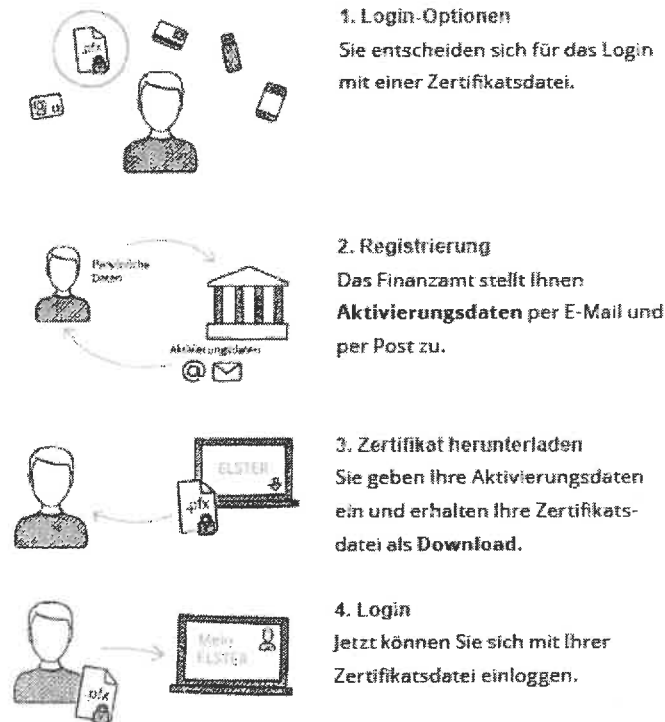 .pfx
1. Login-Optionen
Sie entscheiden sich für das Login
mit einer Zertifikatsdatei.
Persönliche
Daten
Aktivierungsdaten
2. Registrierung
Das Finanzamt stellt Ihnen
Aktivierungsdaten per E-Mail und
per Post zu.
ELSTER
.pfx
3. Zertifikat herunterladen
Sie geben Ihre Aktivierungsdaten
ein und erhalten Ihre Zertifikats-
datei als Download.
Mein
ELSTER
.pfx
4. Login
Jetzt können Sie sich mit Ihrer
Zertifikatsdatei einloggen.